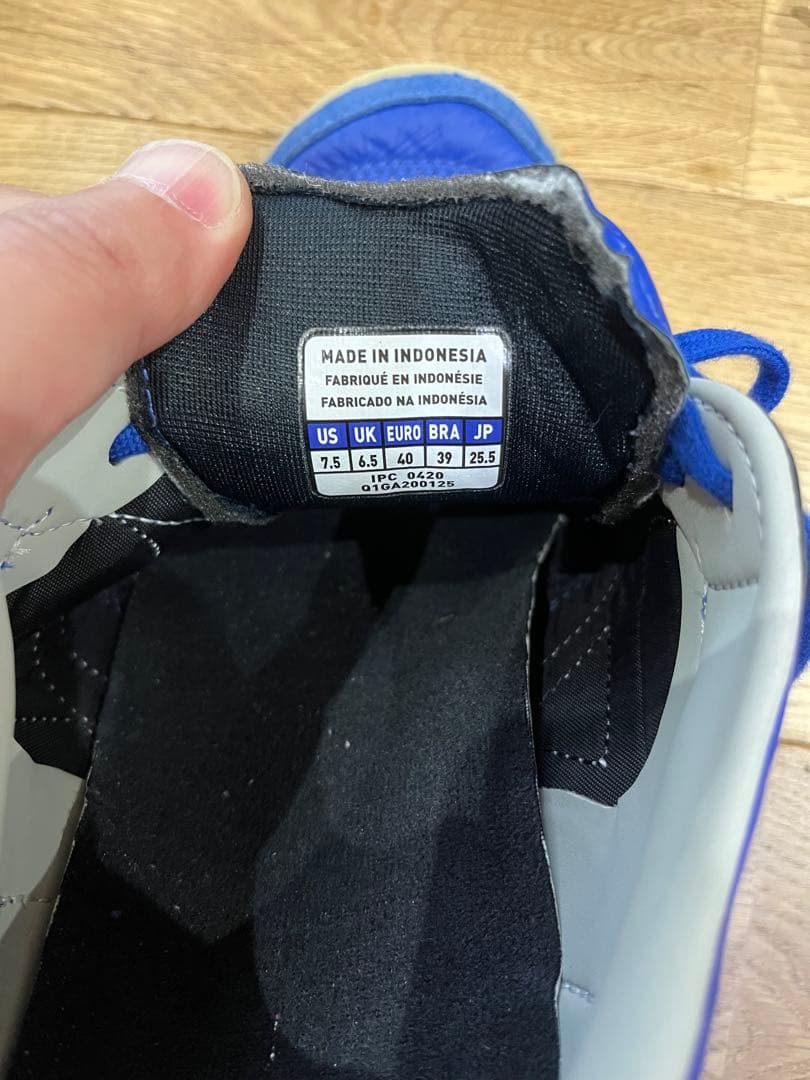 MADE IN INDONESIA
FABRIQUÉ EN INDONÉSIE
FABRICADO NA INDONÉSIA
US UK EURO BRA JP
7.5 6.5 40 39 25.5
IPC 0420
Q1GA200125